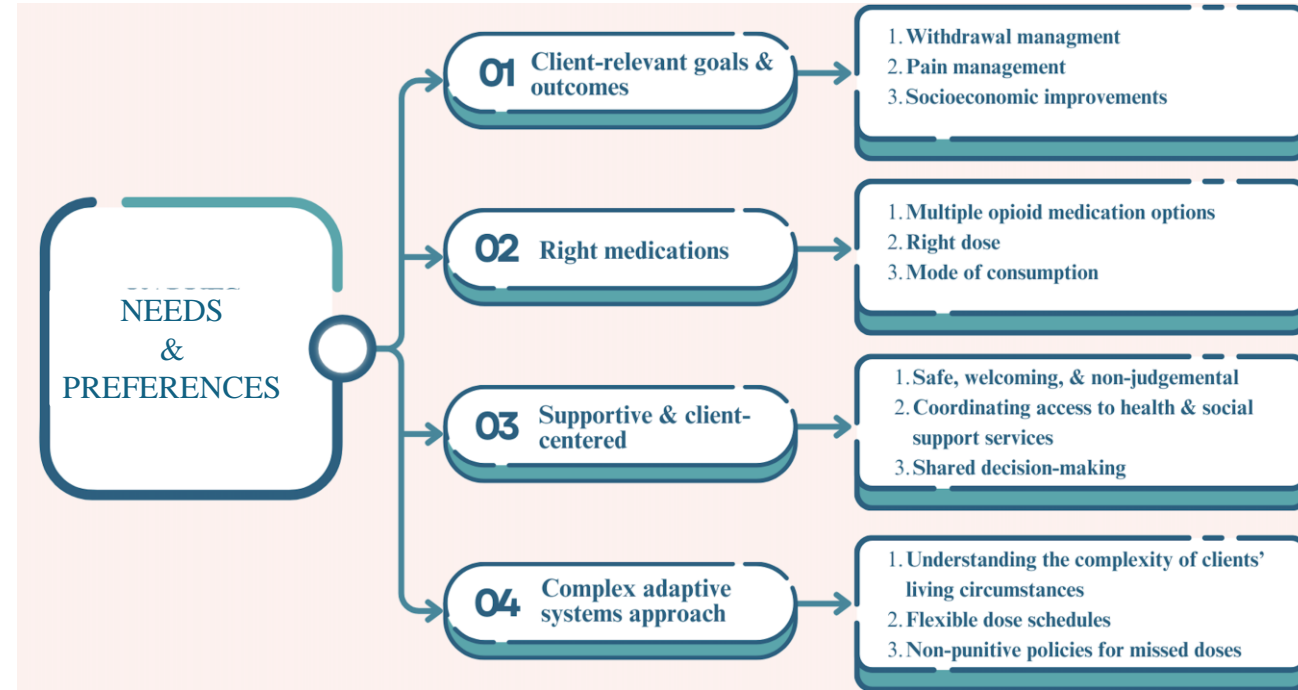 NEEDS
&
PREFERENCES
01 Client-relevant goals &
outcomes
1. Withdrawal managment
2. Pain management
3. Socioeconomic improvements
02 Right medications
1. Multiple opioid medication options
2. Right dose
3. Mode of consumption
03 Supportive & client-
centered
1. Safe, welcoming, & non-judgemental
2. Coordinating access to health & social
support services
3. Shared decision-making
04 Complex adaptive
systems approach
1. Understanding the complexity of clients’
living circumstances
2. Flexible dose schedules
3. Non-punitive policies for missed doses